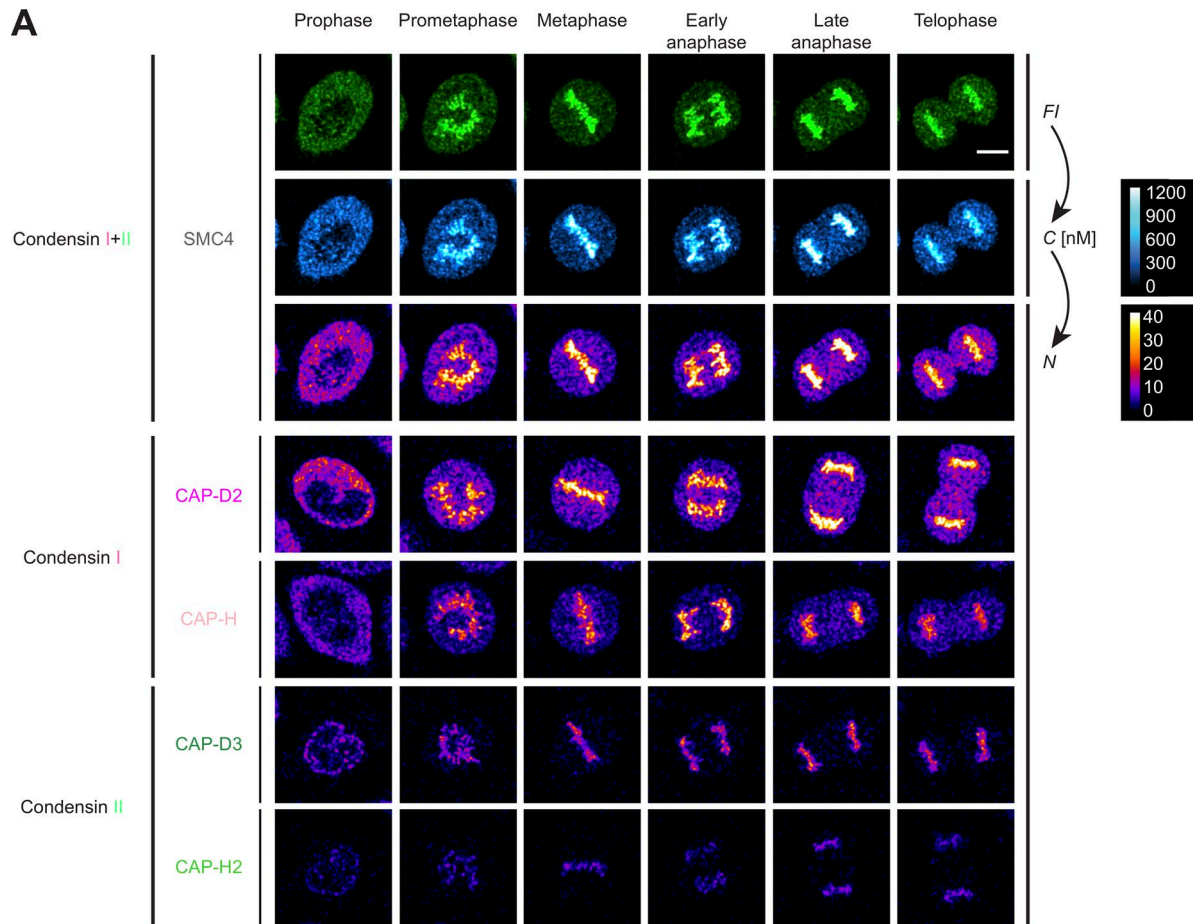 A
Prophase
Prometaphase
Metaphase
Early
anaphase
Late
anaphase
Telophase
Condensin I+II
SMC4
FI
C [nM]
N
1200
900
600
300
0
40
30
20
10
0
Condensin I
CAP-D2
CAP-H
Condensin II
CAP-D3
CAP-H2